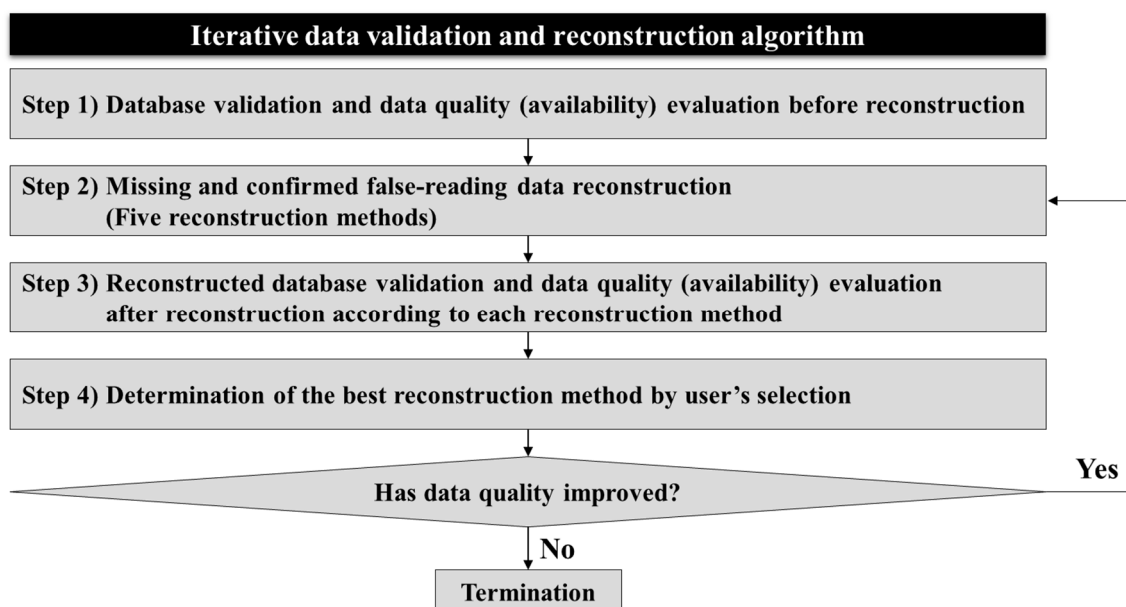 Iterative data validation and reconstruction algorithm
Step 1) Database validation and data quality (availability) evaluation before reconstruction
Step 2) Missing and confirmed false-reading data reconstruction
(Five reconstruction methods)
Step 3) Reconstructed database validation and data quality (availability) evaluation
after reconstruction according to each reconstruction method
Step 4) Determination of the best reconstruction method by user’s selection
Has data quality improved?
Yes
No
Termination